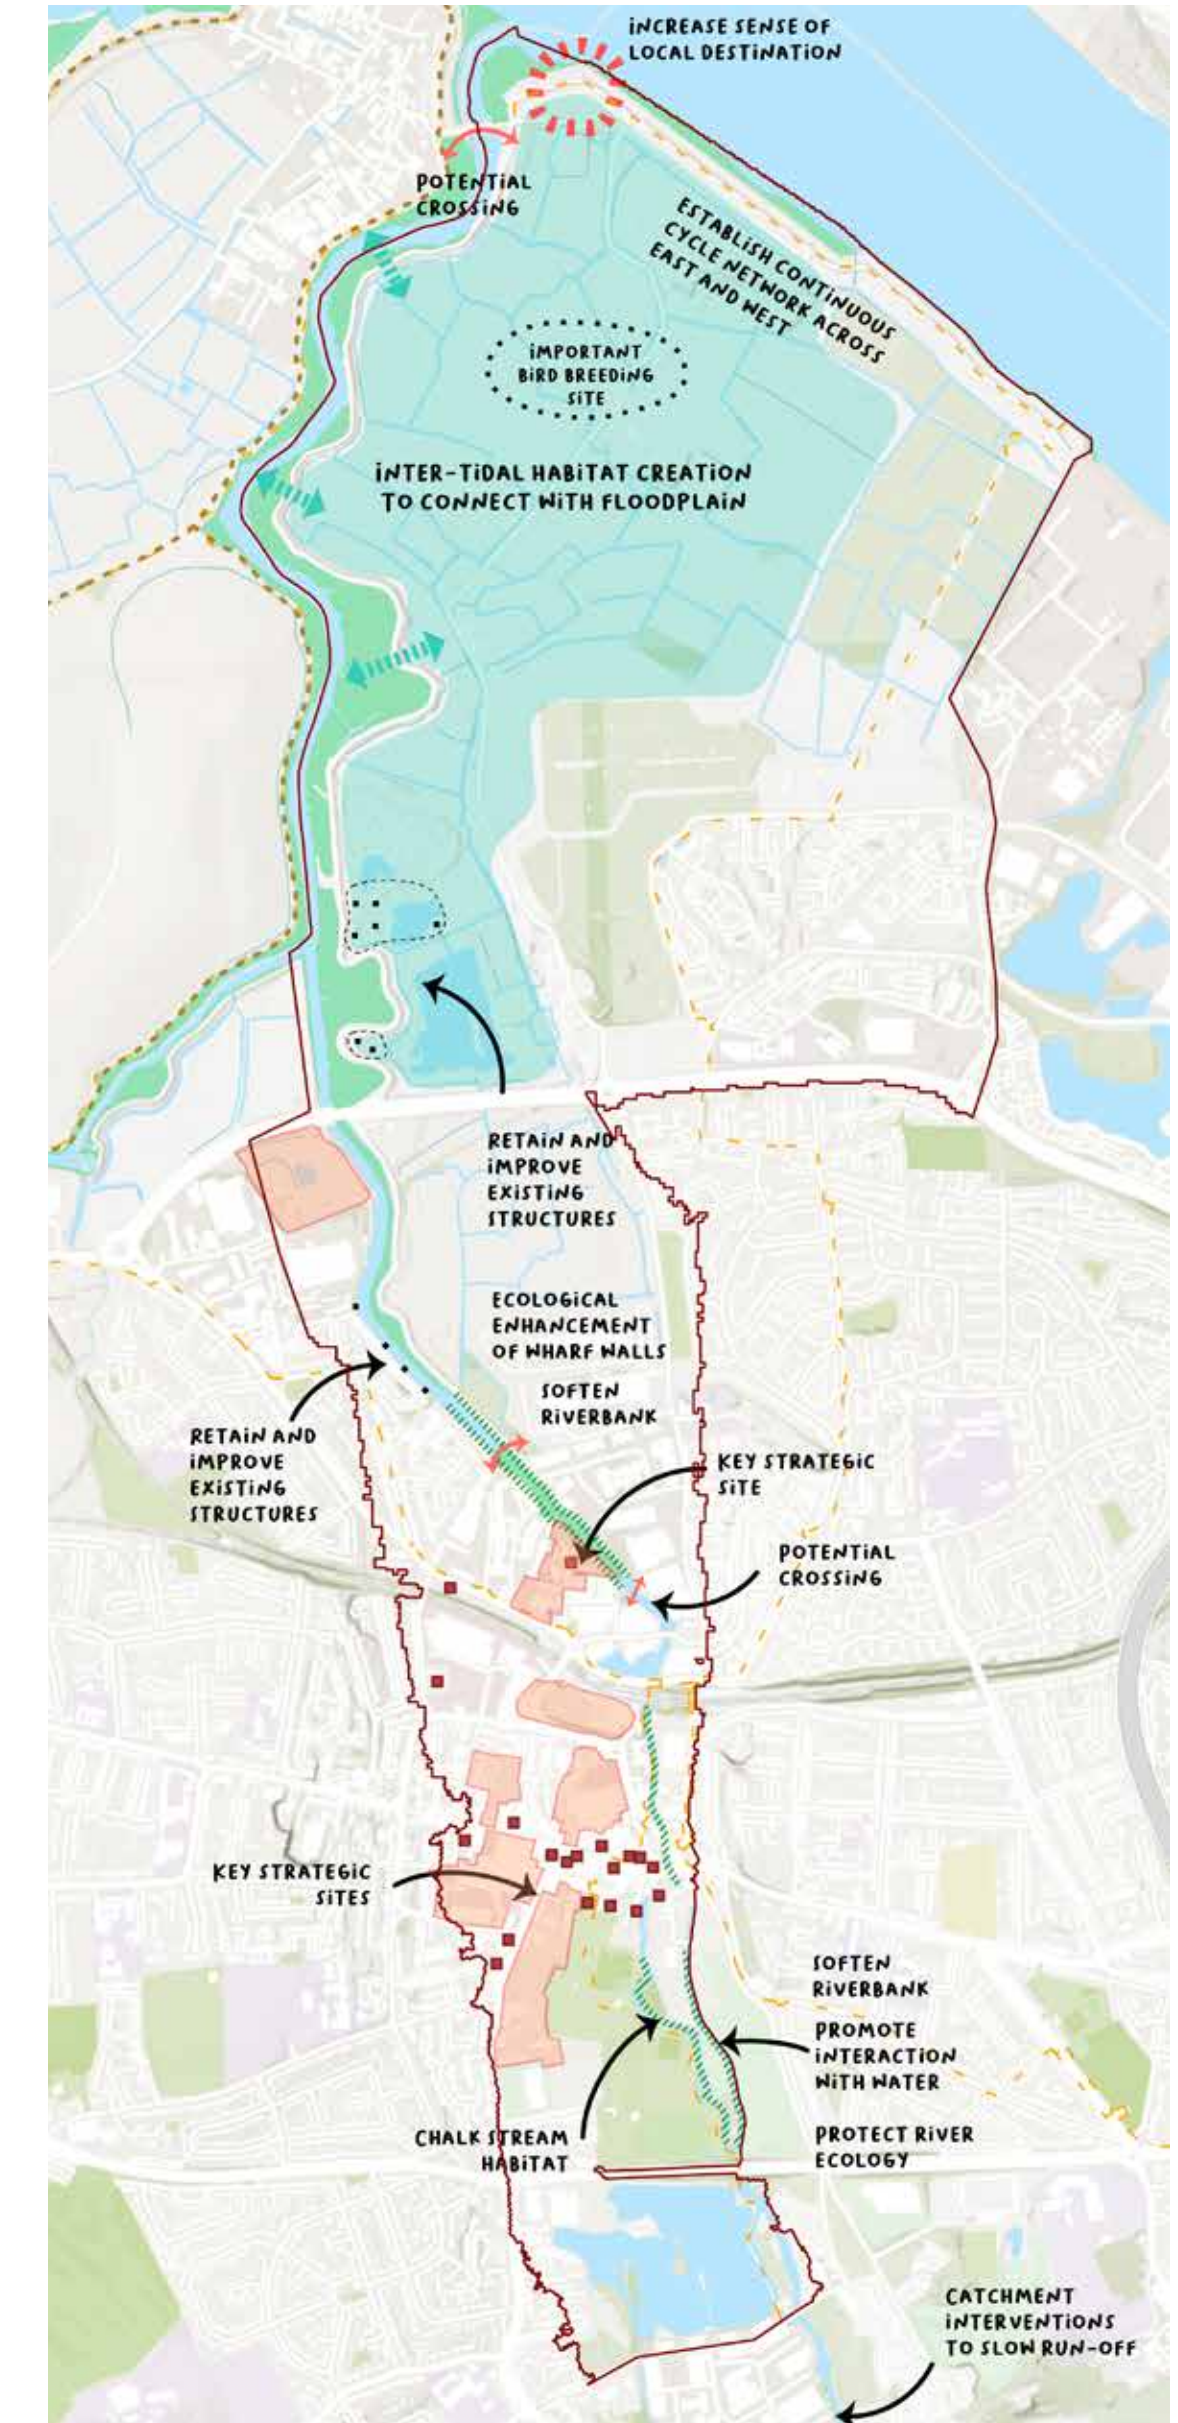 INCREASE SENSE OF
LOCAL DESTINATION
POTENTIAL
CROSSING
ESTABLISH CONTINUOUS
CYCLE NETWORK ACROSS
EAST AND WEST
IMPORTANT
BIRD BREEDING
SITE
INTER-TIDAL HABITAT CREATION
TO CONNECT WITH FLOODPLAIN
RETAIN AND
IMPROVE
EXISTING
STRUCTURES
ECOLOGICAL
ENHANCEMENT
OF WHARF WALLS
SOFTEN
RIVERBANK
RETAIN AND
IMPROVE
EXISTING
STRUCTURES
KEY STRATEGIC
SITE
POTENTIAL
CROSSING
KEY STRATEGIC
SITES
SOFTEN
RIVERBANK
PROMOTE
INTERACTION
WITH WATER
CHALK STREAM
HABITAT
PROTECT RIVER
ECOLOGY
CATCHMENT
INTERVENTIONS
TO SLOW RUN-OFF